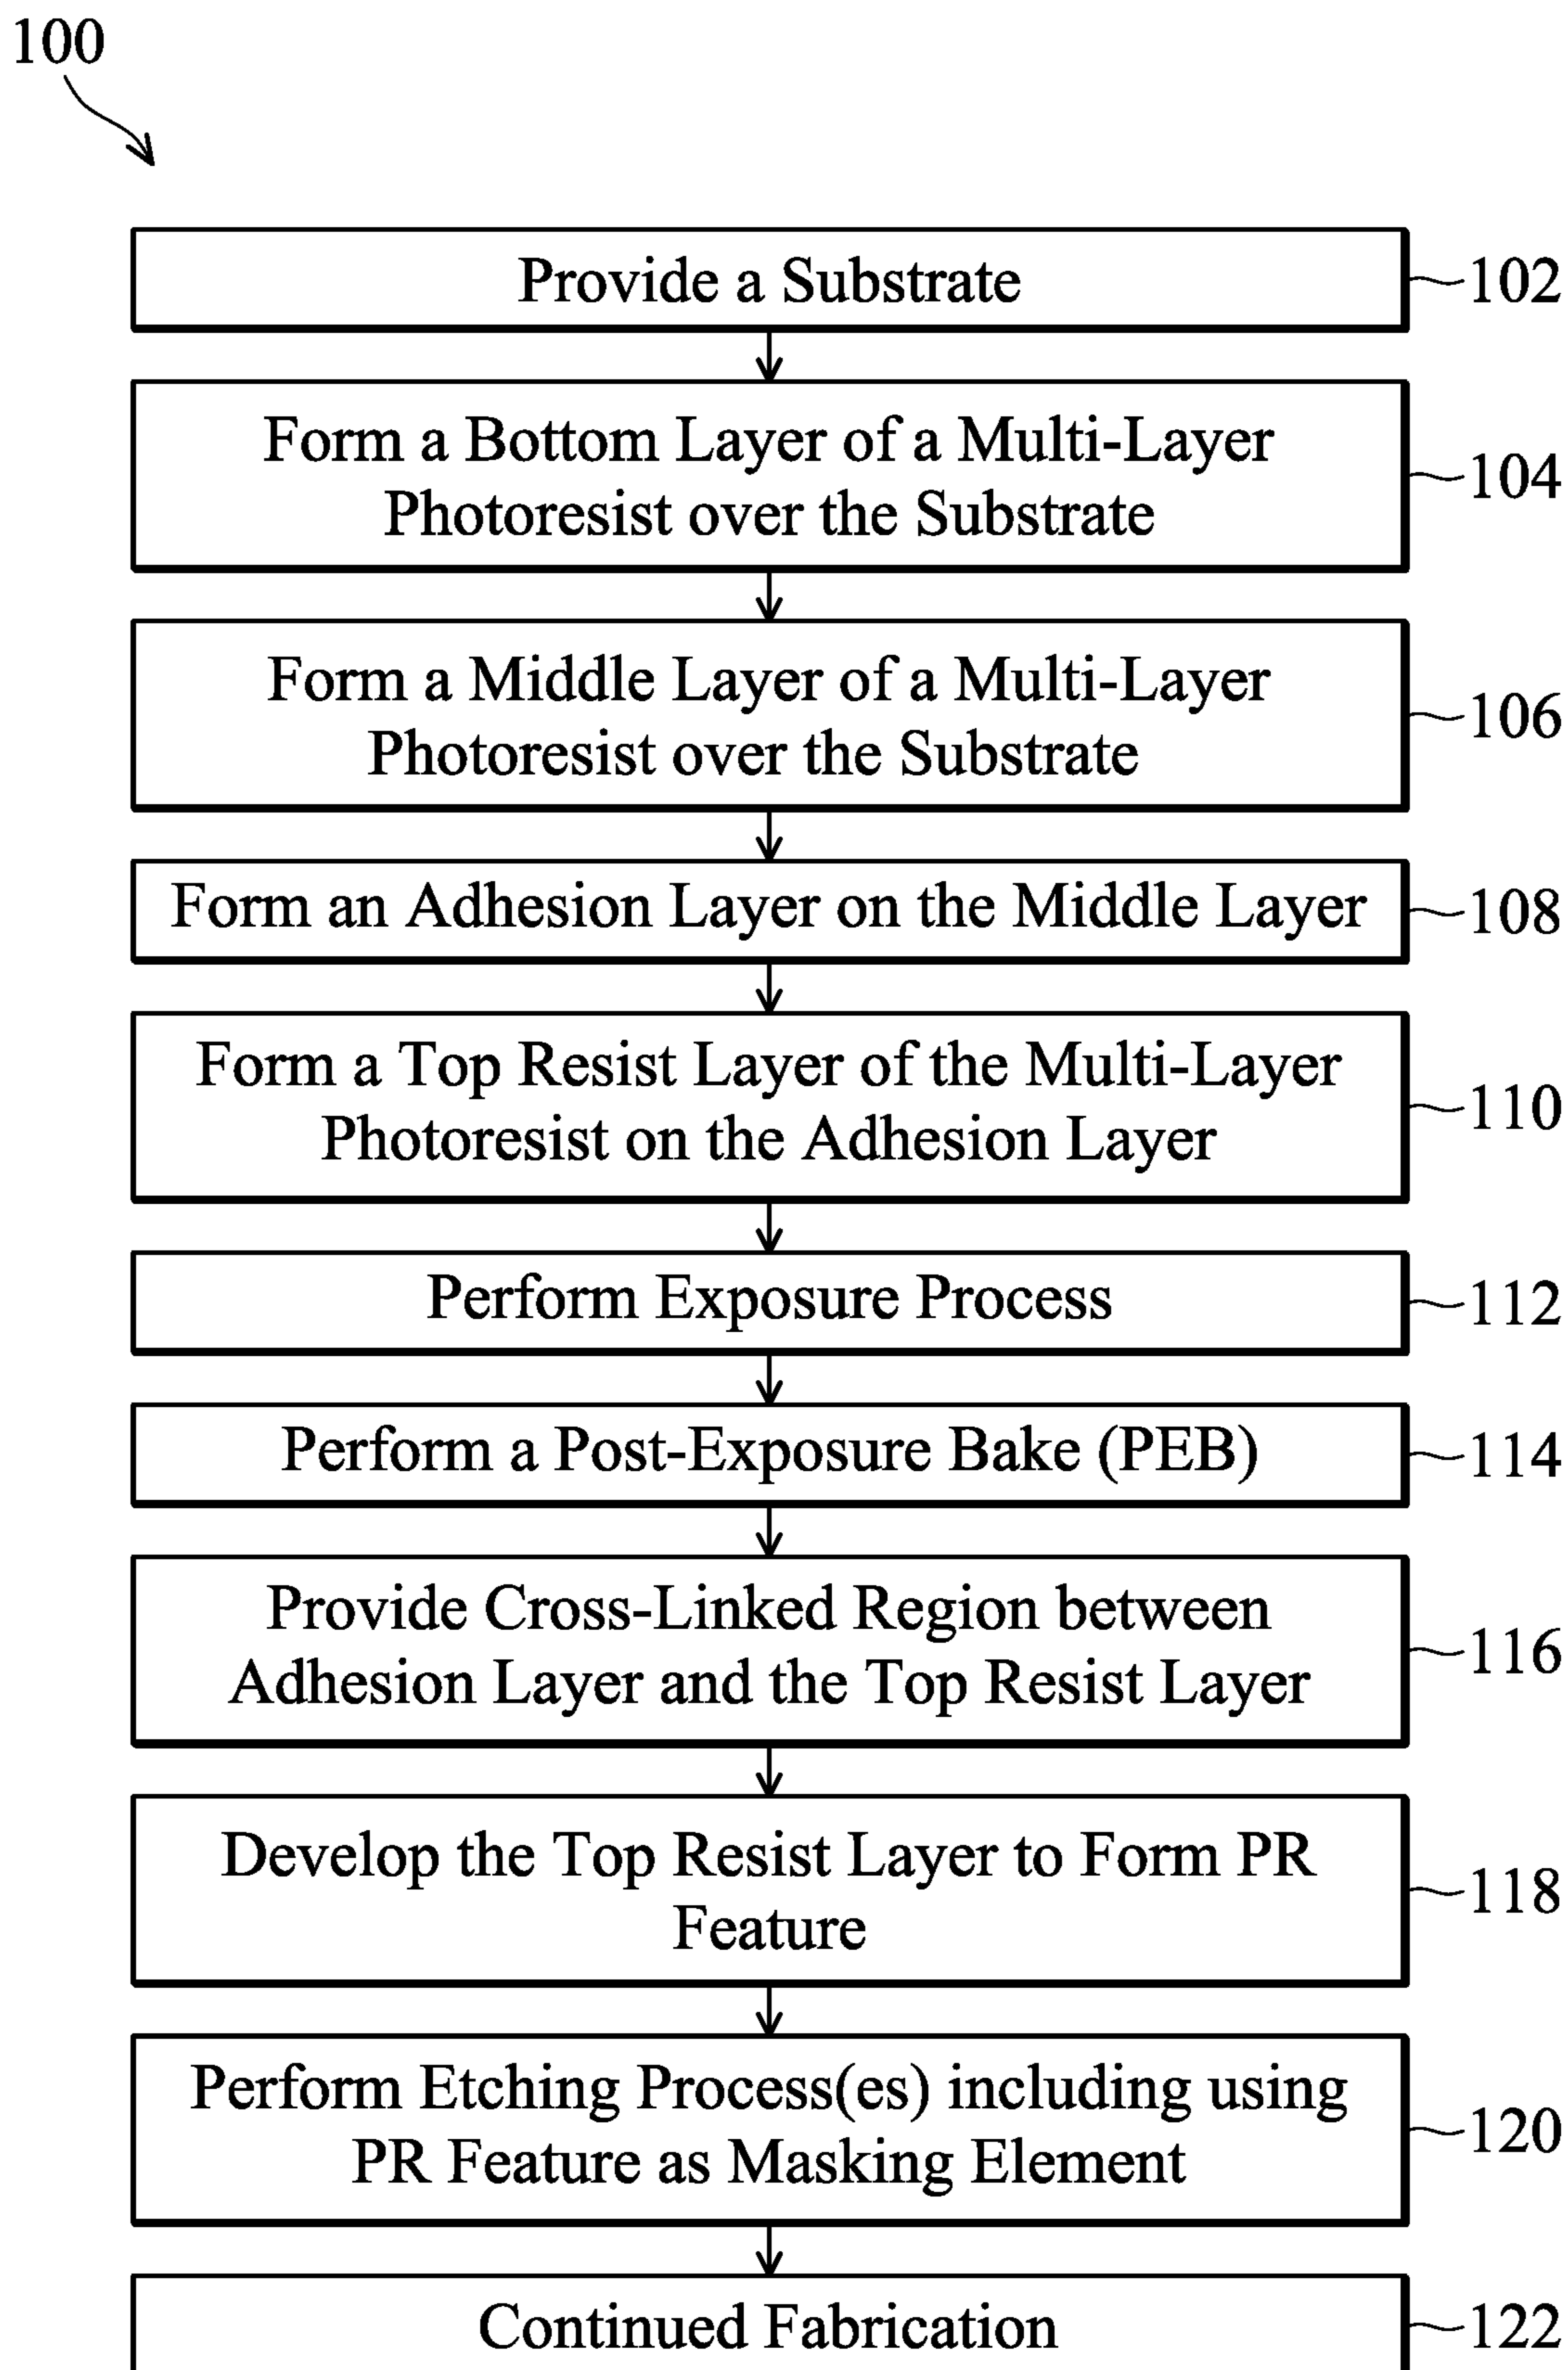 100
Provide a Substrate
102
Form a Bottom Layer of a Multi-Layer
Photoresist over the Substrate
104
Form a Middle Layer of a Multi-Layer
Photoresist over the Substrate
106
Form an Adhesion Layer on the Middle Layer
108
Form a Top Resist Layer of the Multi-Layer
Photoresist on the Adhesion Layer
110
Perform Exposure Process
112
Perform a Post-Exposure Bake (PEB)
114
Provide Cross-Linked Region between
Adhesion Layer and the Top Resist Layer
116
Develop the Top Resist Layer to Form PR
Feature
118
Perform Etching Process(es) including using
PR Feature as Masking Element
120
Continued Fabrication
122